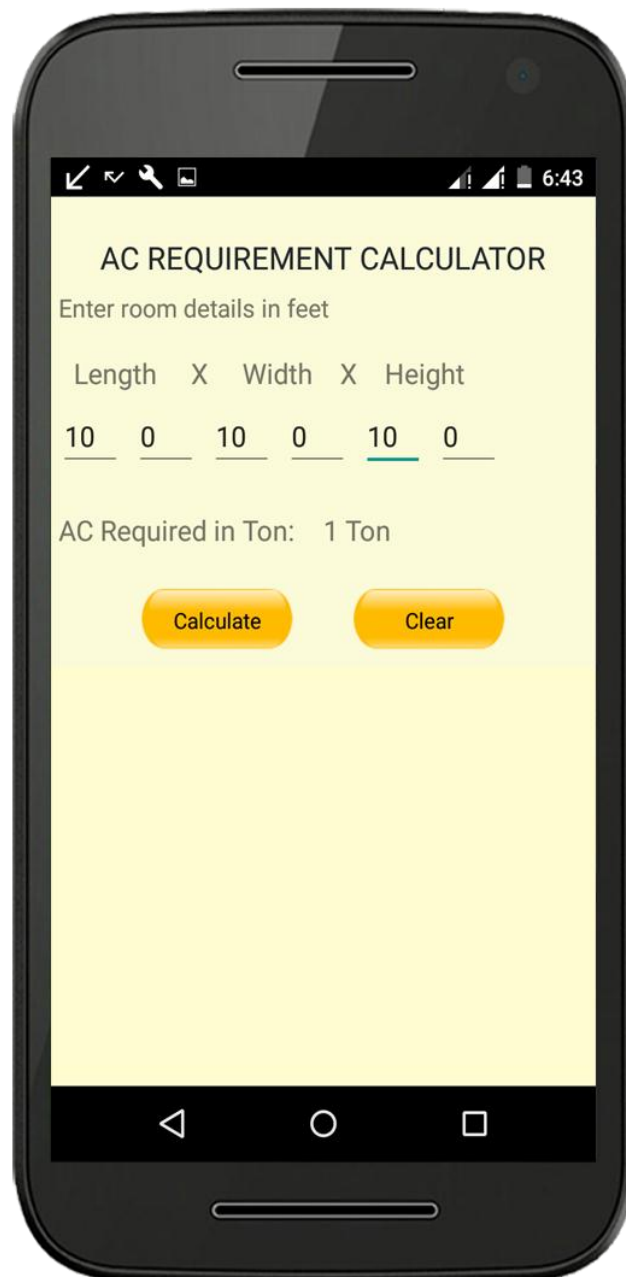 6:43
AC REQUIREMENT CALCULATOR
Enter room details in feet
Length X Width X Height
10 0 10 0 10 0
AC Required in Ton: 1 Ton
Calculate Clear